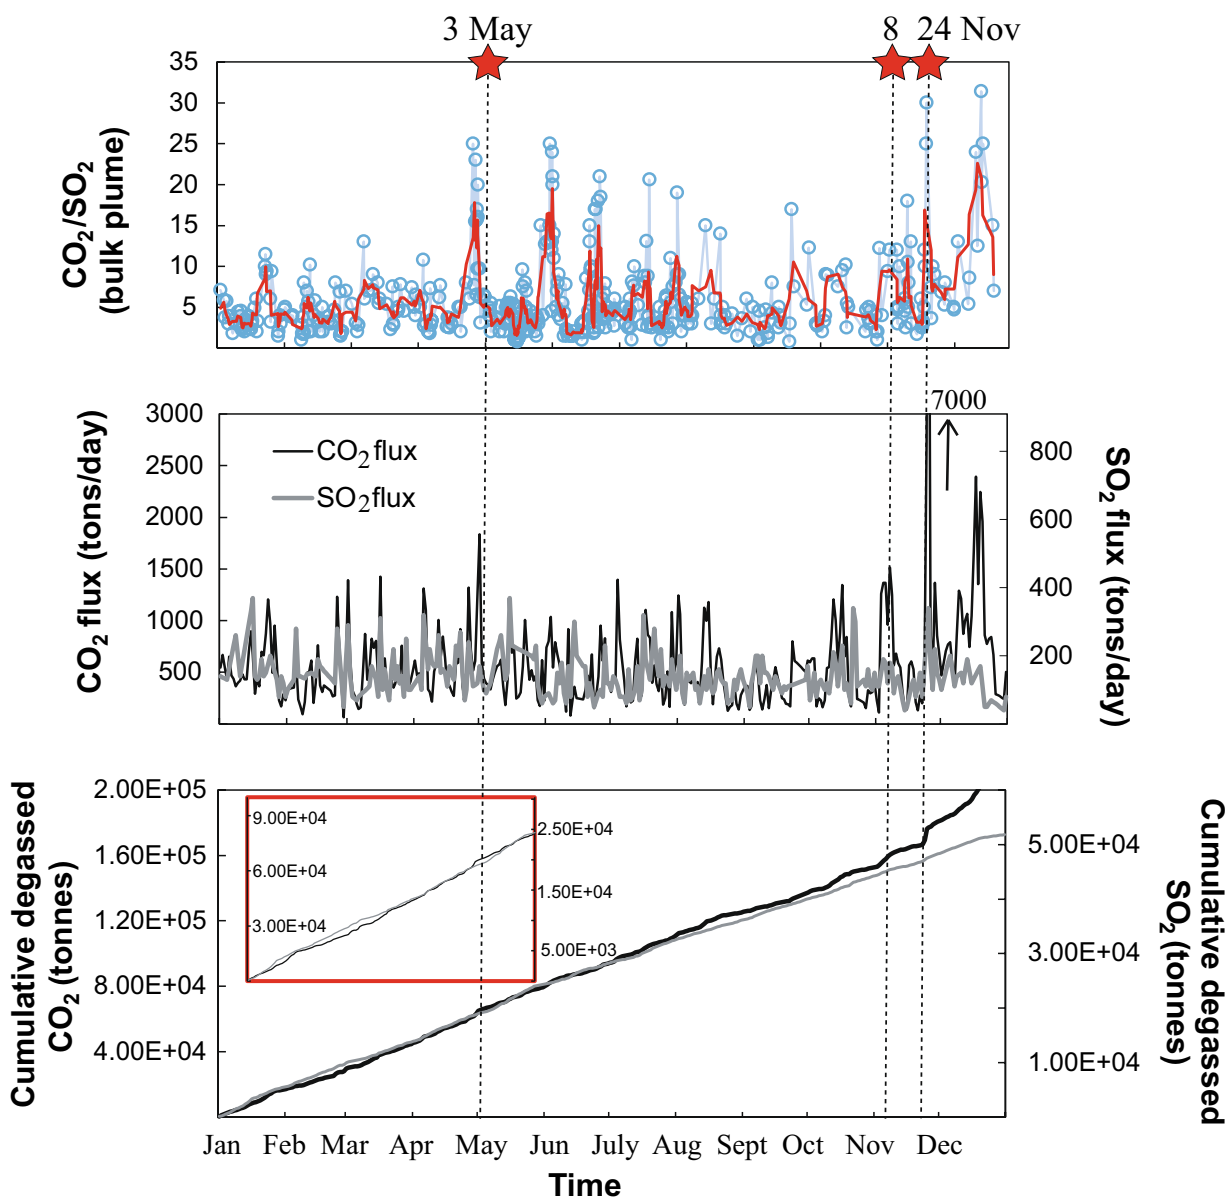 3 May
8
24 Nov
CO2/SO2
(bulk plume)
35
30
25
20
15
10
5
7000
CO2 flux (tons/day)
3000
2500
2000
1500
1000
500
CO2 flux
SO2 flux
800
600
400
200
SO2 flux (tons/day)
Cumulative degassed
CO2 (tonnes)
2.00E+05
1.60E+05
1.20E+05
8.00E+04
4.00E+04
9.00E+04
6.00E+04
3.00E+04
2.50E+04
1.50E+04
5.00E+03
5.00E+04
3.00E+04
1.00E+04
Cumulative degassed
SO2 (tonnes)
Jan Feb Mar Apr May Jun July Aug Sept Oct Nov Dec
Time